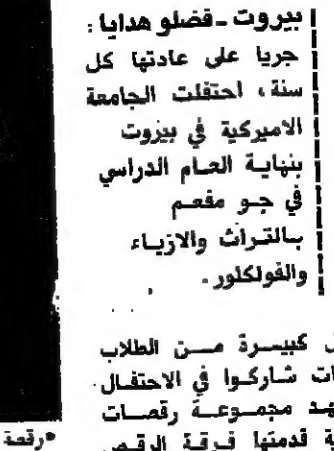 بيروت ـ فضلو هدايا :
جريا على عادتها كل
سنة ، احتفلت الجامعة
الاميركية في بيروت
بنهاية العام الدراسي
في جو مفعم
بالتراث والازياء
والفولكلور .
كبيرة من الطلاب
شاركوا في الاحتفال
مجموعة رقصات
قدمتها فرقة الرقص
رقصة